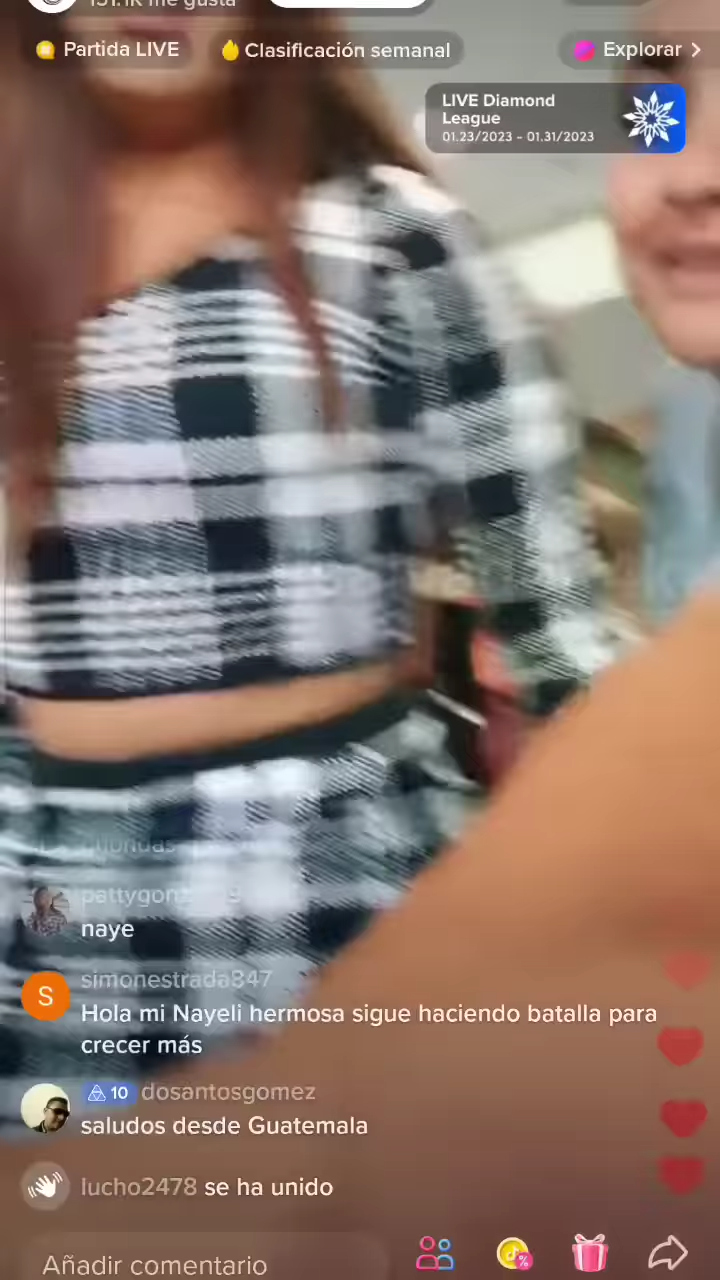 Partida LIVE
Clasificación semanal
Explorar
LIVE Diamond
League
01.23/2023 - 01.31/2023
naye
simonestrada847
Hola mi Nayeli hermosa sigue haciendo batalla para
crecer más
S
10 dosantosgomez
saludos desde Guatemala
lucho2478 se ha unido
Añadir comentario